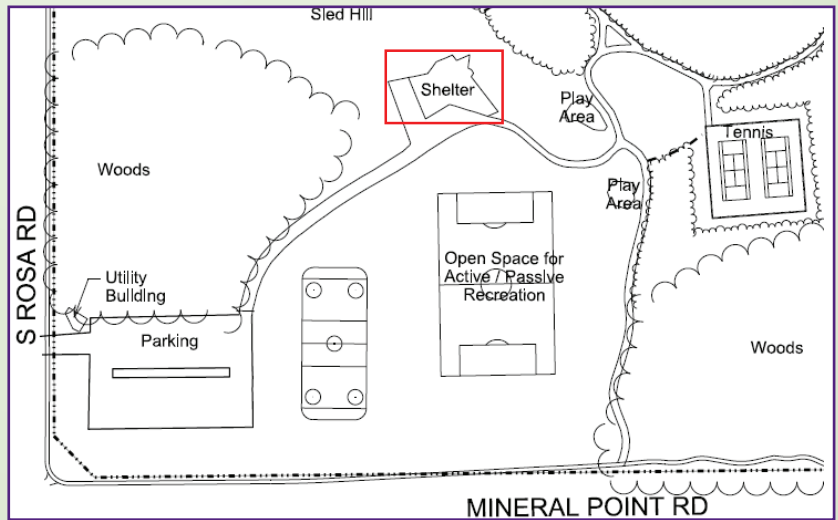 Sled Hill
Shelter
Play
Area
Tennis
Woods
Play
Area
S ROSA RD
Open Space for
Active / Passive
Recreation
Utility
Building
Parking
Woods
MINERAL POINT RD